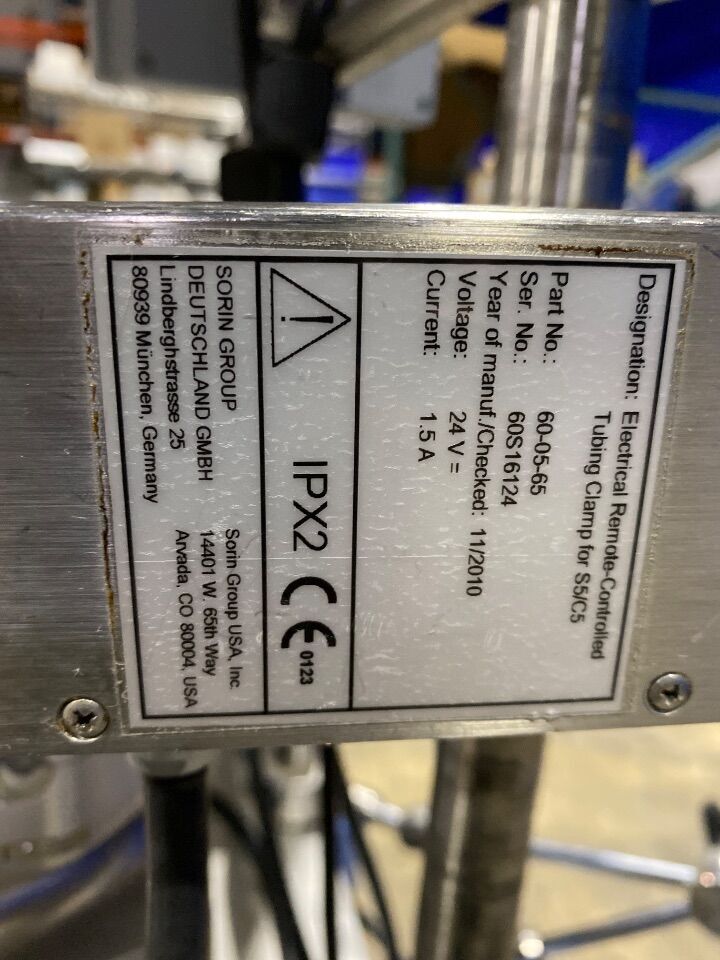 Designation: Electrical Remote-Controlled
Tubing Clamp for S5/C5
Part No.: 60-05-65
Ser. No.: 60S16124
Year of manuf./Checked: 11/2010
Voltage: 24 V =
Current: 1.5 A
IPX2 CE 0123
SORIN GROUP
DEUTSCHLAND GMBH
Lindberghstrasse 25
80939 München, Germany
Sorin Group USA, Inc.
14401 W. 65th Way
Arvada, CO 80004, USA